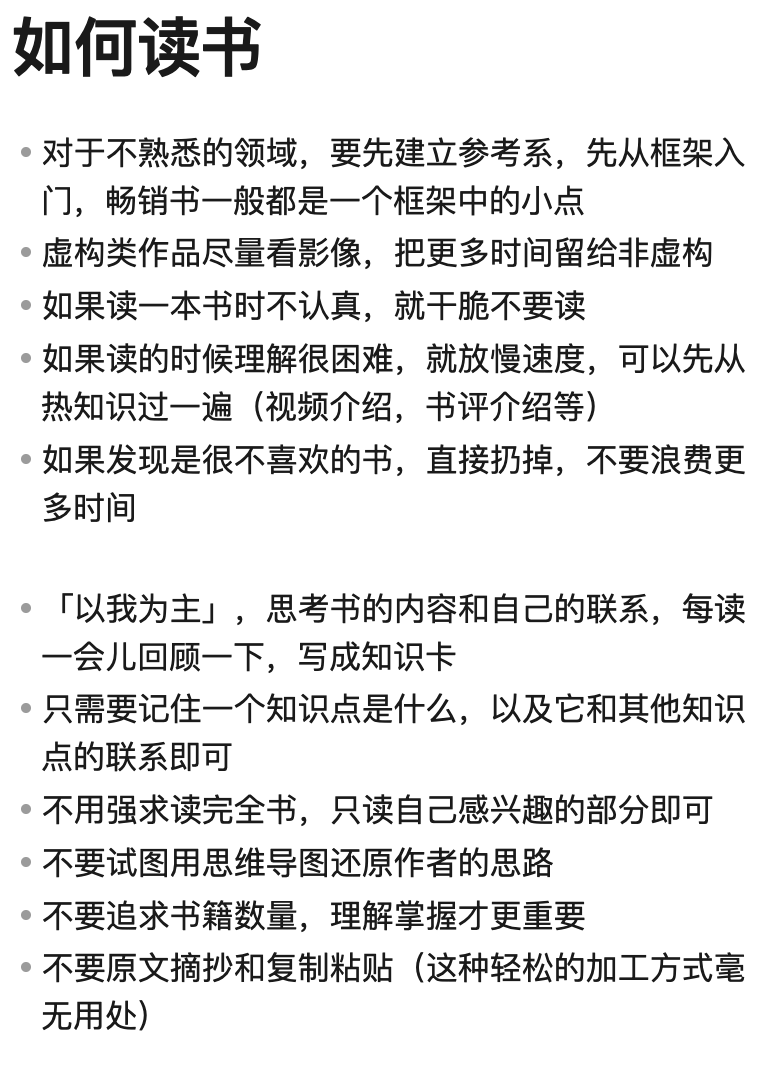 如何读书
对于不熟悉的领域，要先建立参考系，先从框架入
门，畅销书一般都是一个框架中的小点
虚构类作品尽量看影像，把更多时间留给非虚构
如果读一本书时不认真，就干脆不要读
如果读的时候理解很困难，就放慢速度，可以先从
热知识过一遍（视频介绍，书评介绍等）
如果发现是很不喜欢的书，直接扔掉，不要浪费更
多时间
「以我为主」，思考书的内容和自己的联系，每读
一会儿回顾一下，写成知识卡
只需要记住一个知识点是什么，以及它和其他知识
点的联系即可
不用强求读完全书，只读自己感兴趣的部分即可
不要试图用思维导图还原作者的思路
不要追求书籍数量，理解掌握才更重要
不要原文摘抄和复制粘贴（这种轻松的加工方式毫
无用处）